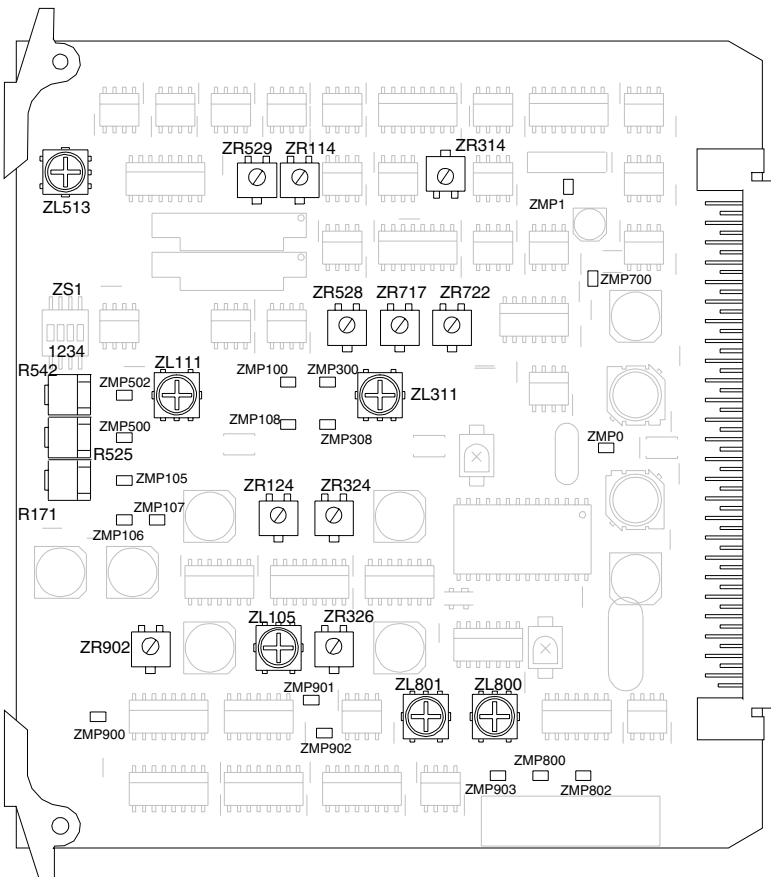 ZR529 ZR114
ZR314
ZL513
ZMP1
ZMP700
ZS1
ZR528 ZR717 ZR722
1234
R542
ZL111
ZMP502
ZMP100 ZMP300
ZL311
ZMP500
ZMP108
ZMP308
R525
ZMP0
ZMP105
ZR124 ZR324
R171
ZMP107
ZMP106
ZL105 ZR326
ZR902
ZMP901
ZL801 ZL800
ZMP900
ZMP902
ZMP800
ZMP903
ZMP802